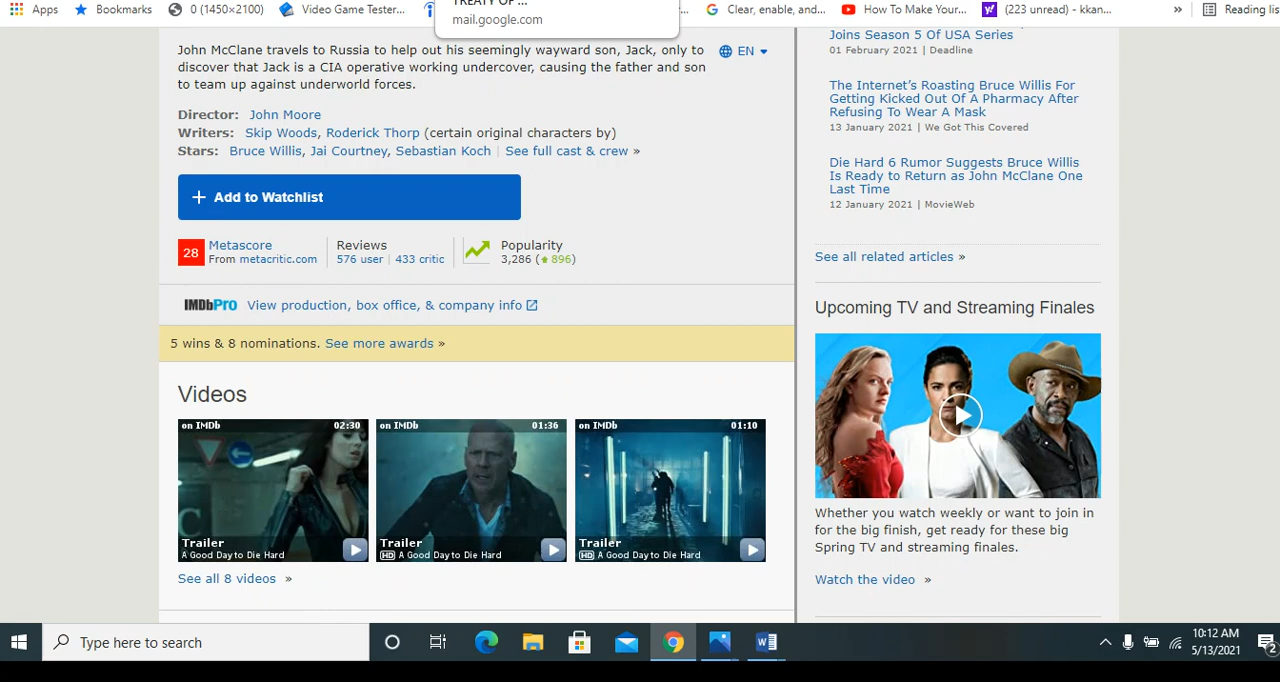 Apps
Bookmarks
0 (1450×2100)
Video Game Tester...
TREATY OF ...
mail.google.com
Clear, enable, and...
How To Make Your...
(223 unread) - kkan...
»
Reading list
John McClane travels to Russia to help out his seemingly wayward son, Jack, only to
discover that Jack is a CIA operative working undercover, causing the father and son
to team up against underworld forces.
EN
Director: John Moore
Writers: Skip Woods, Roderick Thorp (certain original characters by)
Stars: Bruce Willis, Jai Courtney, Sebastian Koch | See full cast & crew »
+ Add to Watchlist
28
Metascore
From metacritic.com
Reviews
576 user | 433 critic
Popularity
3,286 (896)
IMDbPro View production, box office, & company info
5 wins & 8 nominations. See more awards »
Videos
on IMDb 02:30
Trailer
A Good Day to Die Hard
on IMDb 01:36
Trailer
HD A Good Day to Die Hard
on IMDb 01:10
Trailer
HD A Good Day to Die Hard
See all 8 videos »
Joins Season 5 Of USA Series
01 February 2021 | Deadline
The Internet's Roasting Bruce Willis For
Getting Kicked Out Of A Pharmacy After
Refusing To Wear A Mask
13 January 2021 | We Got This Covered
Die Hard 6 Rumor Suggests Bruce Willis
Is Ready to Return as John McClane One
Last Time
12 January 2021 | MovieWeb
See all related articles »
Upcoming TV and Streaming Finales
Whether you watch weekly or want to join in
for the big finish, get ready for these big
Spring TV and streaming finales.
Watch the video »
Type here to search
10:12 AM
5/13/2021
2